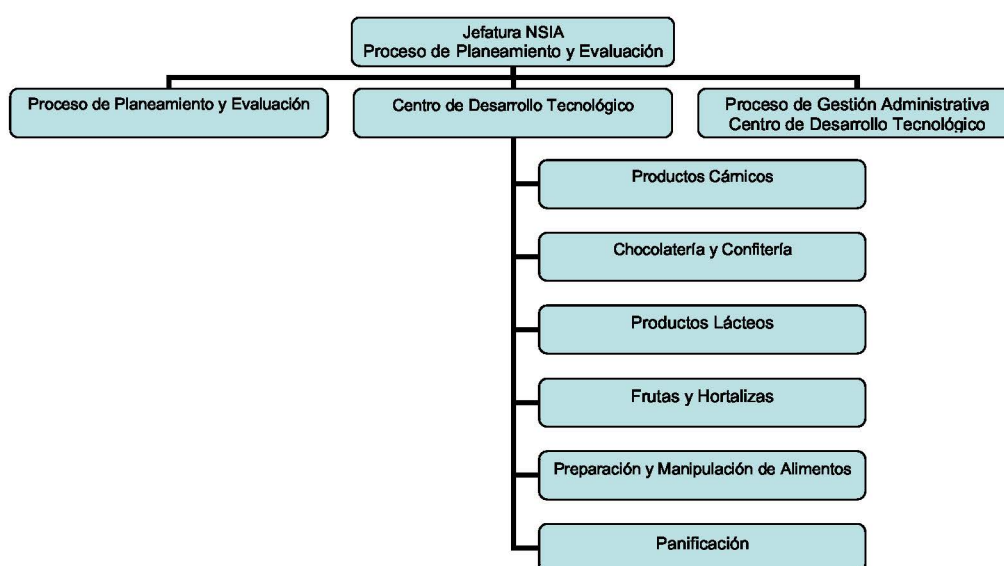 Jefatura NSIA
Proceso de Planeamiento y Evaluación
Proceso de Planeamiento y Evaluación
Centro de Desarrollo Tecnológico
Proceso de Gestión Administrativa
Centro de Desarrollo Tecnológico
Productos Cárnicos
Chocolatería y Confitería
Productos Lácteos
Frutas y Hortalizas
Preparación y Manipulación de Alimentos
Panificación